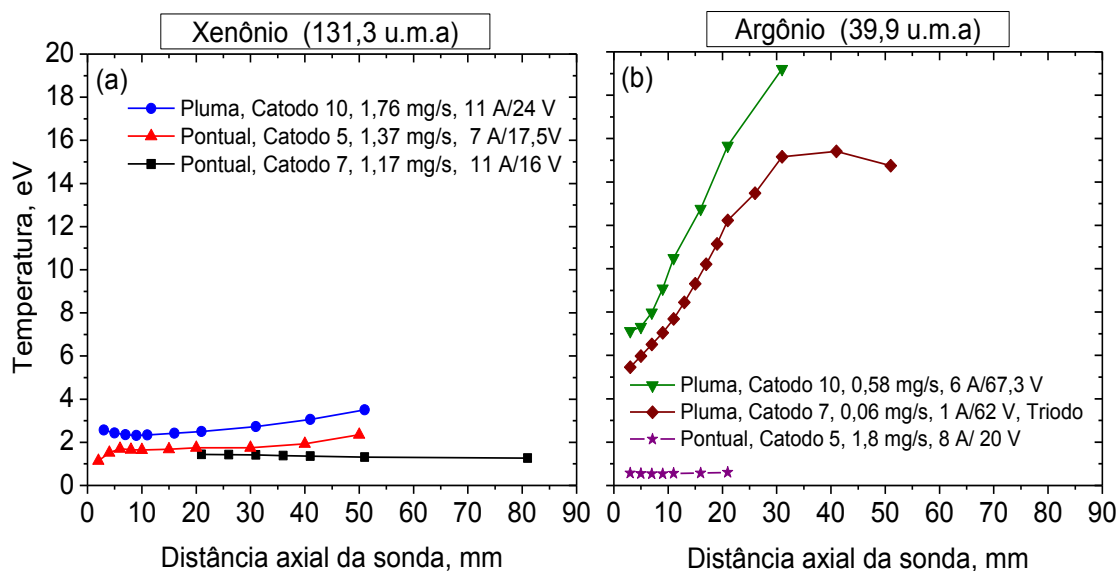 Xenônio (131,3 u.m.a)
Argônio (39,9 u.m.a)
(a)
Pluma, Catodo 10, 1,76 mg/s, 11 A/24 V
Pontual, Catodo 5, 1,37 mg/s, 7 A/17,5V
Pontual, Catodo 7, 1,17 mg/s, 11 A/16 V
20
18
16
14
12
10
8
6
4
2
0
Temperatura, eV
0 10 20 30 40 50 60 70 80 90
Distância axial da sonda, mm
(b)
Pluma, Catodo 10, 0,58 mg/s, 6 A/67,3 V
Pluma, Catodo 7, 0,06 mg/s, 1 A/62 V, Triodo
Pontual, Catodo 5, 1,8 mg/s, 8 A/ 20 V
0 10 20 30 40 50 60 70 80 90
Distância axial da sonda, mm